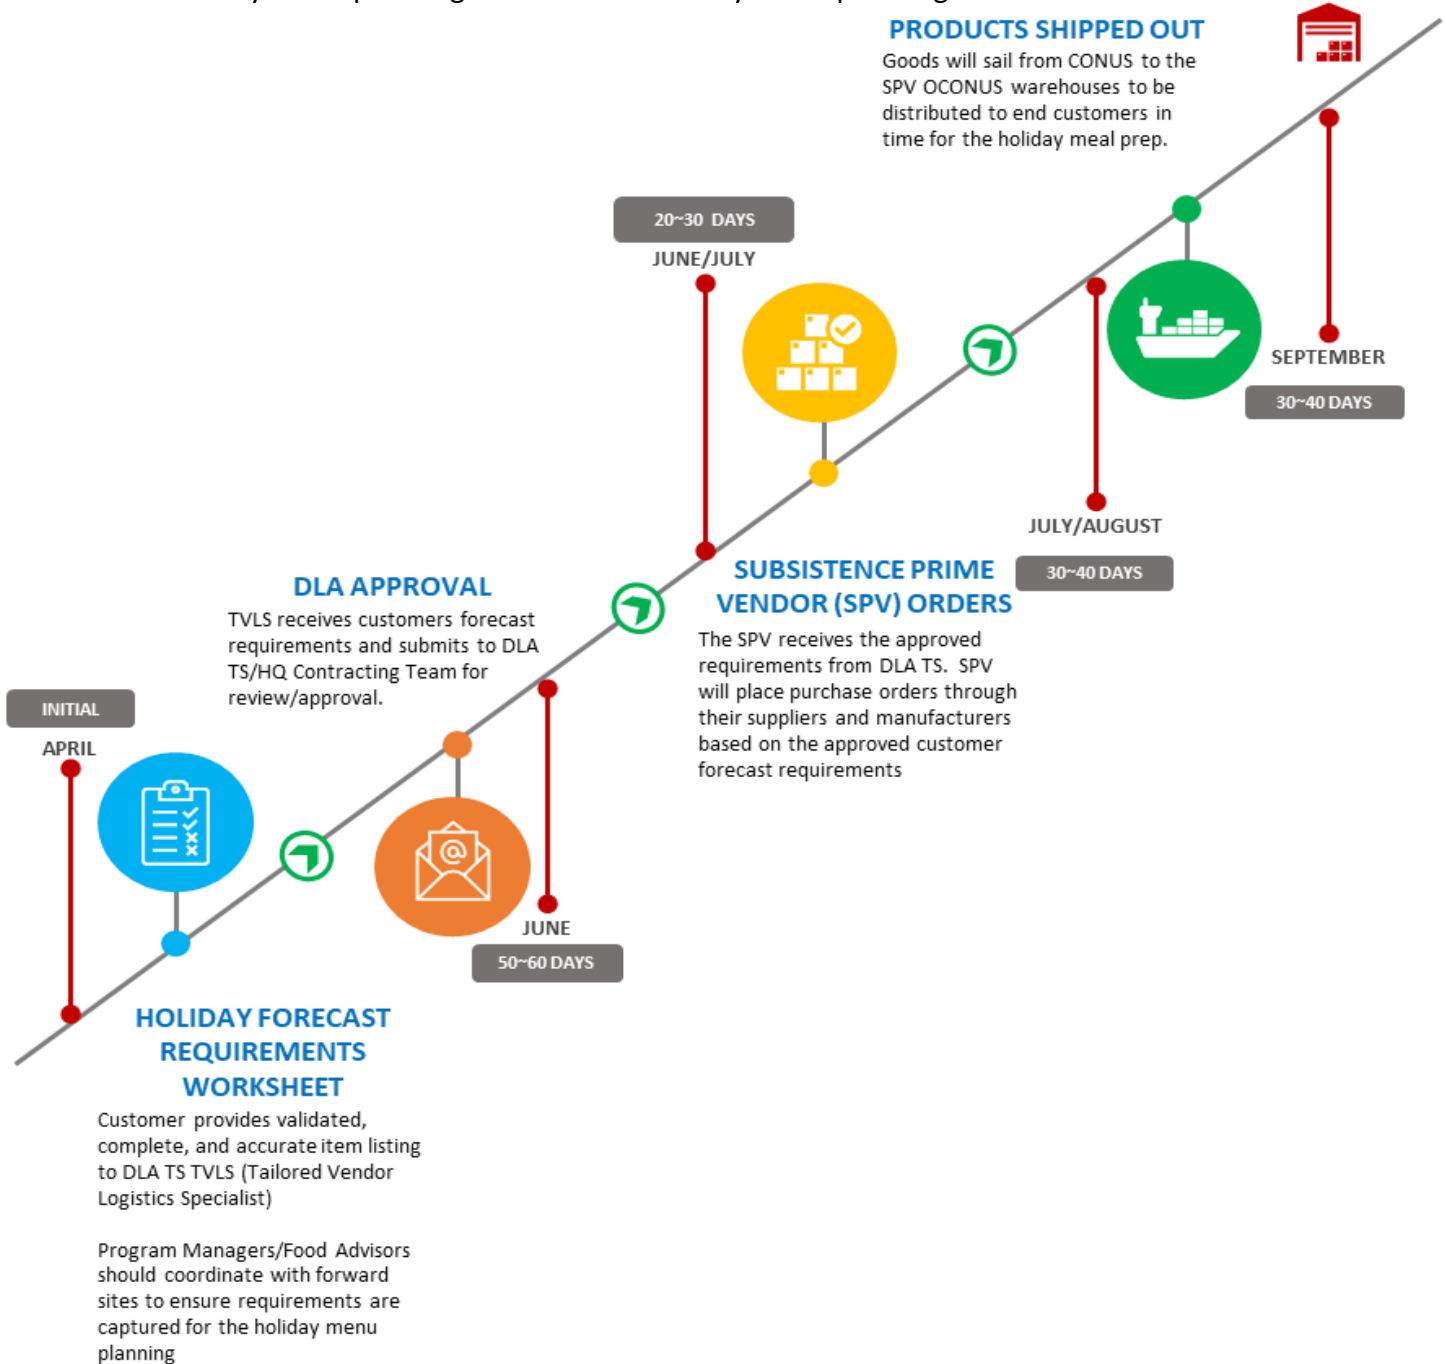 PRODUCTS SHIPPED OUT
Goods will sail from CONUS to the
SPV OCONUS warehouses to be
distributed to end customers in
time for the holiday meal prep.
20~30 DAYS
JUNE/JULY
SEPTEMBER
30~40 DAYS
JULY/AUGUST
30~40 DAYS
SUBSISTENCE PRIME
VENDOR (SPV) ORDERS
The SPV receives the approved
requirements from DLA TS. SPV
will place purchase orders through
their suppliers and manufacturers
based on the approved customer
forecast requirements
DLA APPROVAL
TVLS receives customers forecast
requirements and submits to DLA
TS/HQ Contracting Team for
review/approval.
INITIAL
APRIL
@
JUNE
50~60 DAYS
HOLIDAY FORECAST
REQUIREMENTS
WORKSHEET
Customer provides validated,
complete, and accurate item listing
to DLA TS TVLS (Tailored Vendor
Logistics Specialist)
Program Managers/Food Advisors
should coordinate with forward
sites to ensure requirements are
captured for the holiday menu
planning